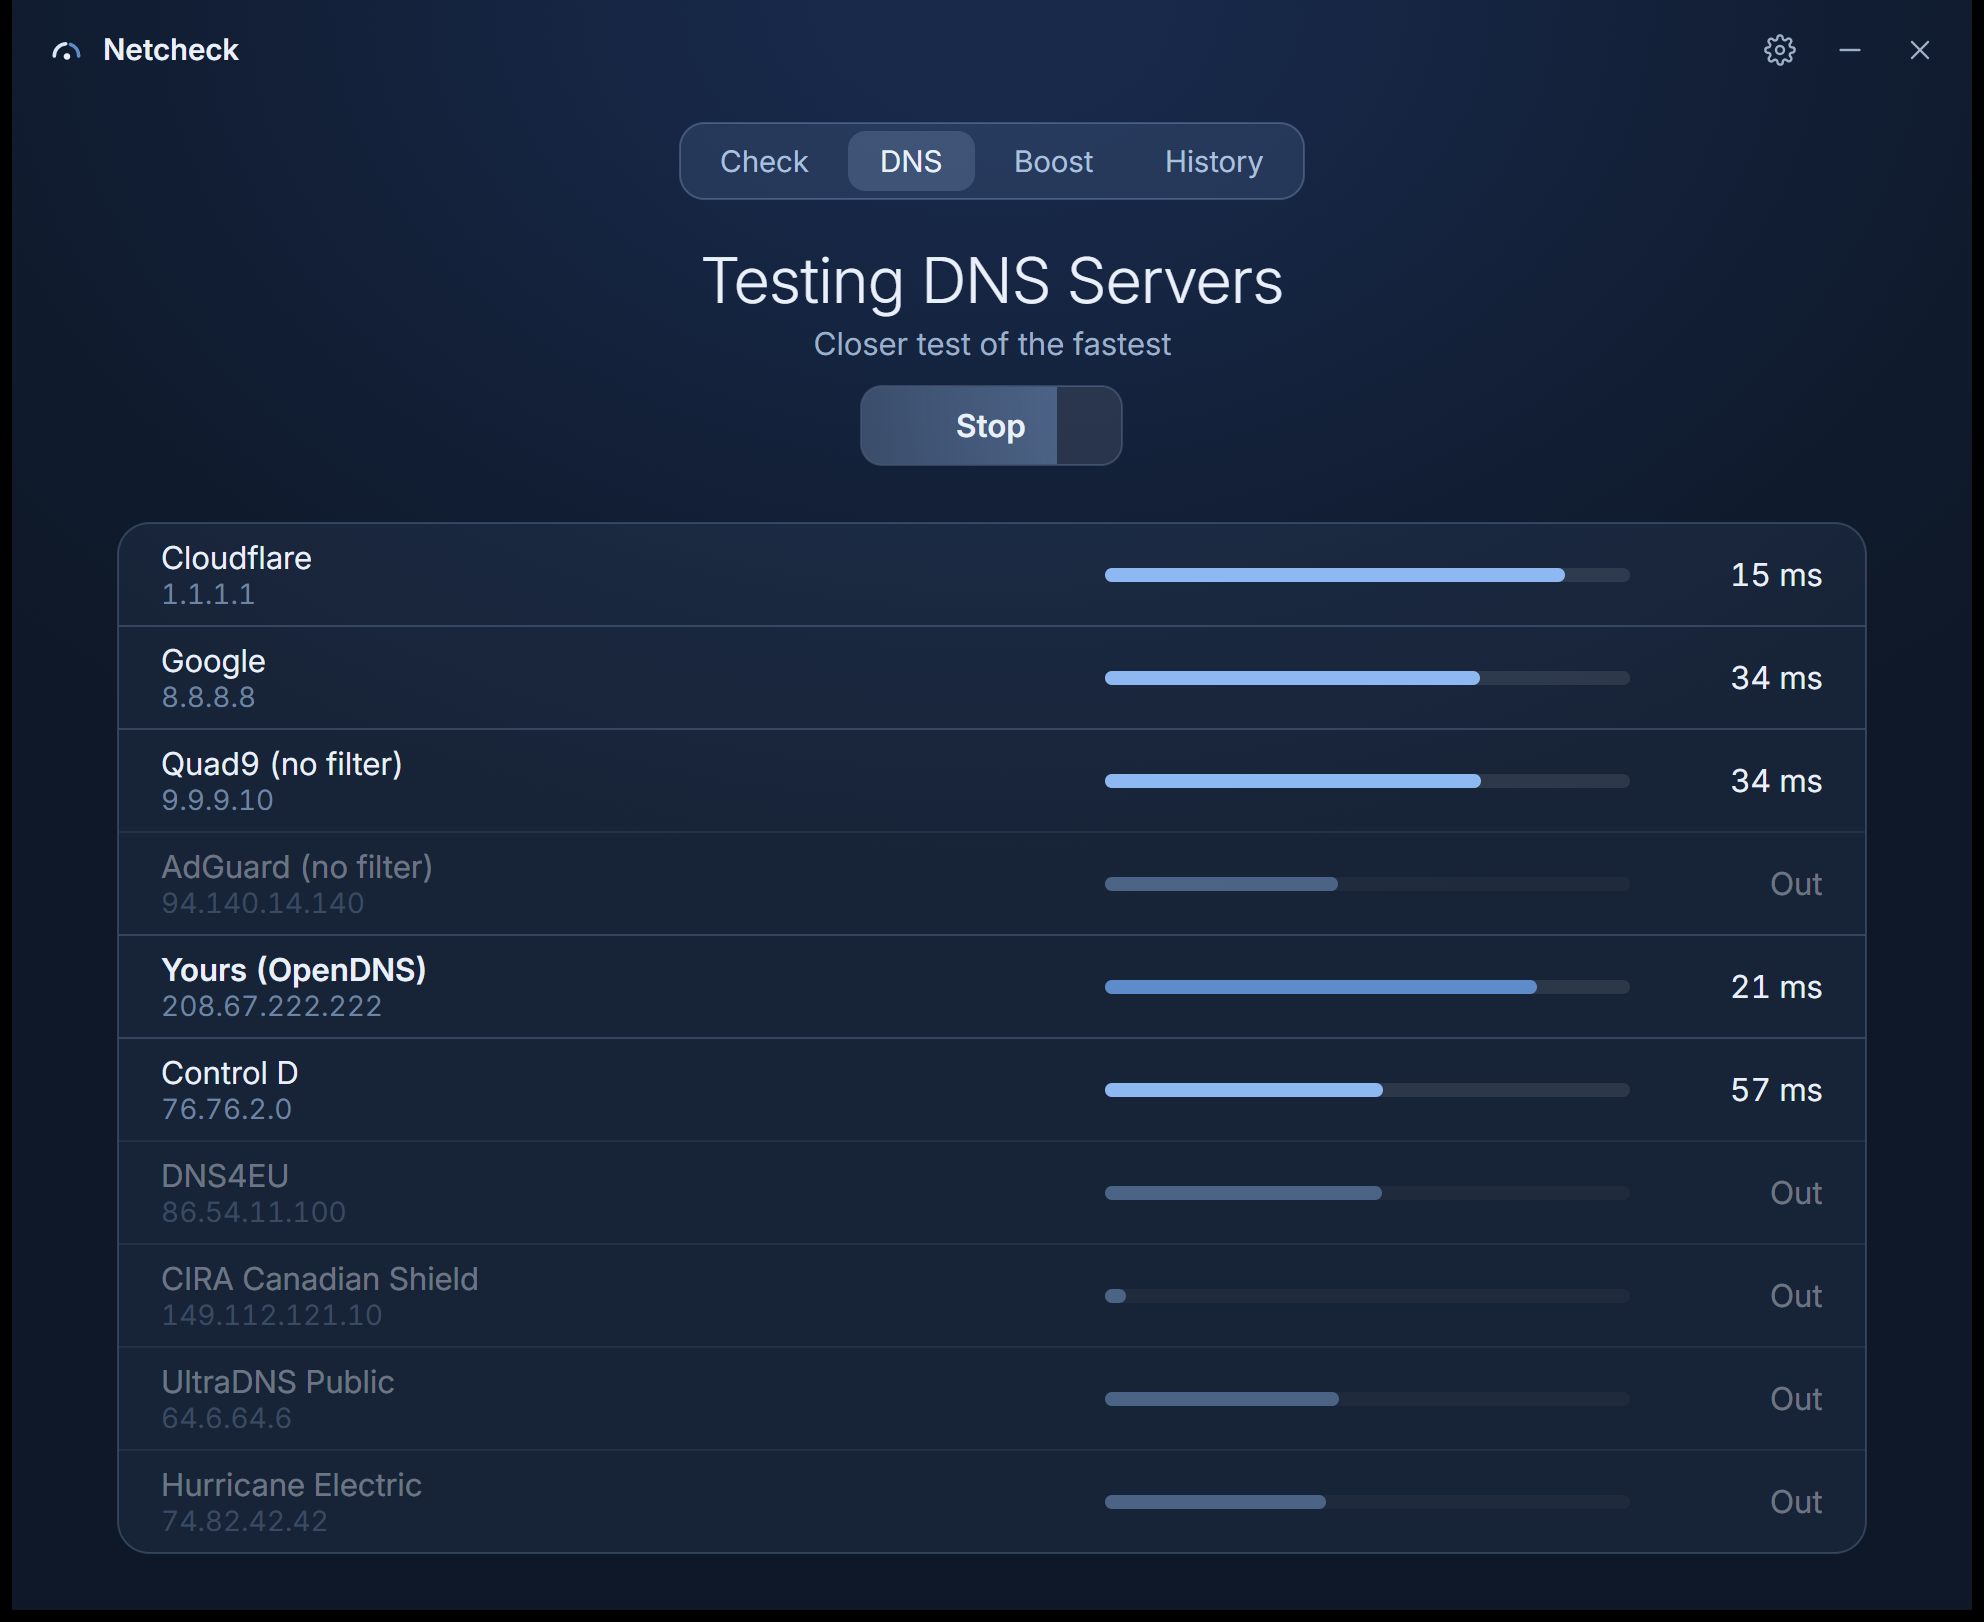 Netcheck
Check DNS Boost History
Testing DNS Servers
Closer test of the fastest
Stop
Cloudflare
1.1.1.1
15 ms
Google
8.8.8.8
34 ms
Quad9 (no filter)
9.9.9.10
34 ms
AdGuard (no filter)
94.140.14.140
Out
Yours (OpenDNS)
208.67.222.222
21 ms
Control D
76.76.2.0
57 ms
DNS4EU
86.54.11.100
Out
CIRA Canadian Shield
149.112.121.10
Out
UltraDNS Public
64.6.64.6
Out
Hurricane Electric
74.82.42.42
Out